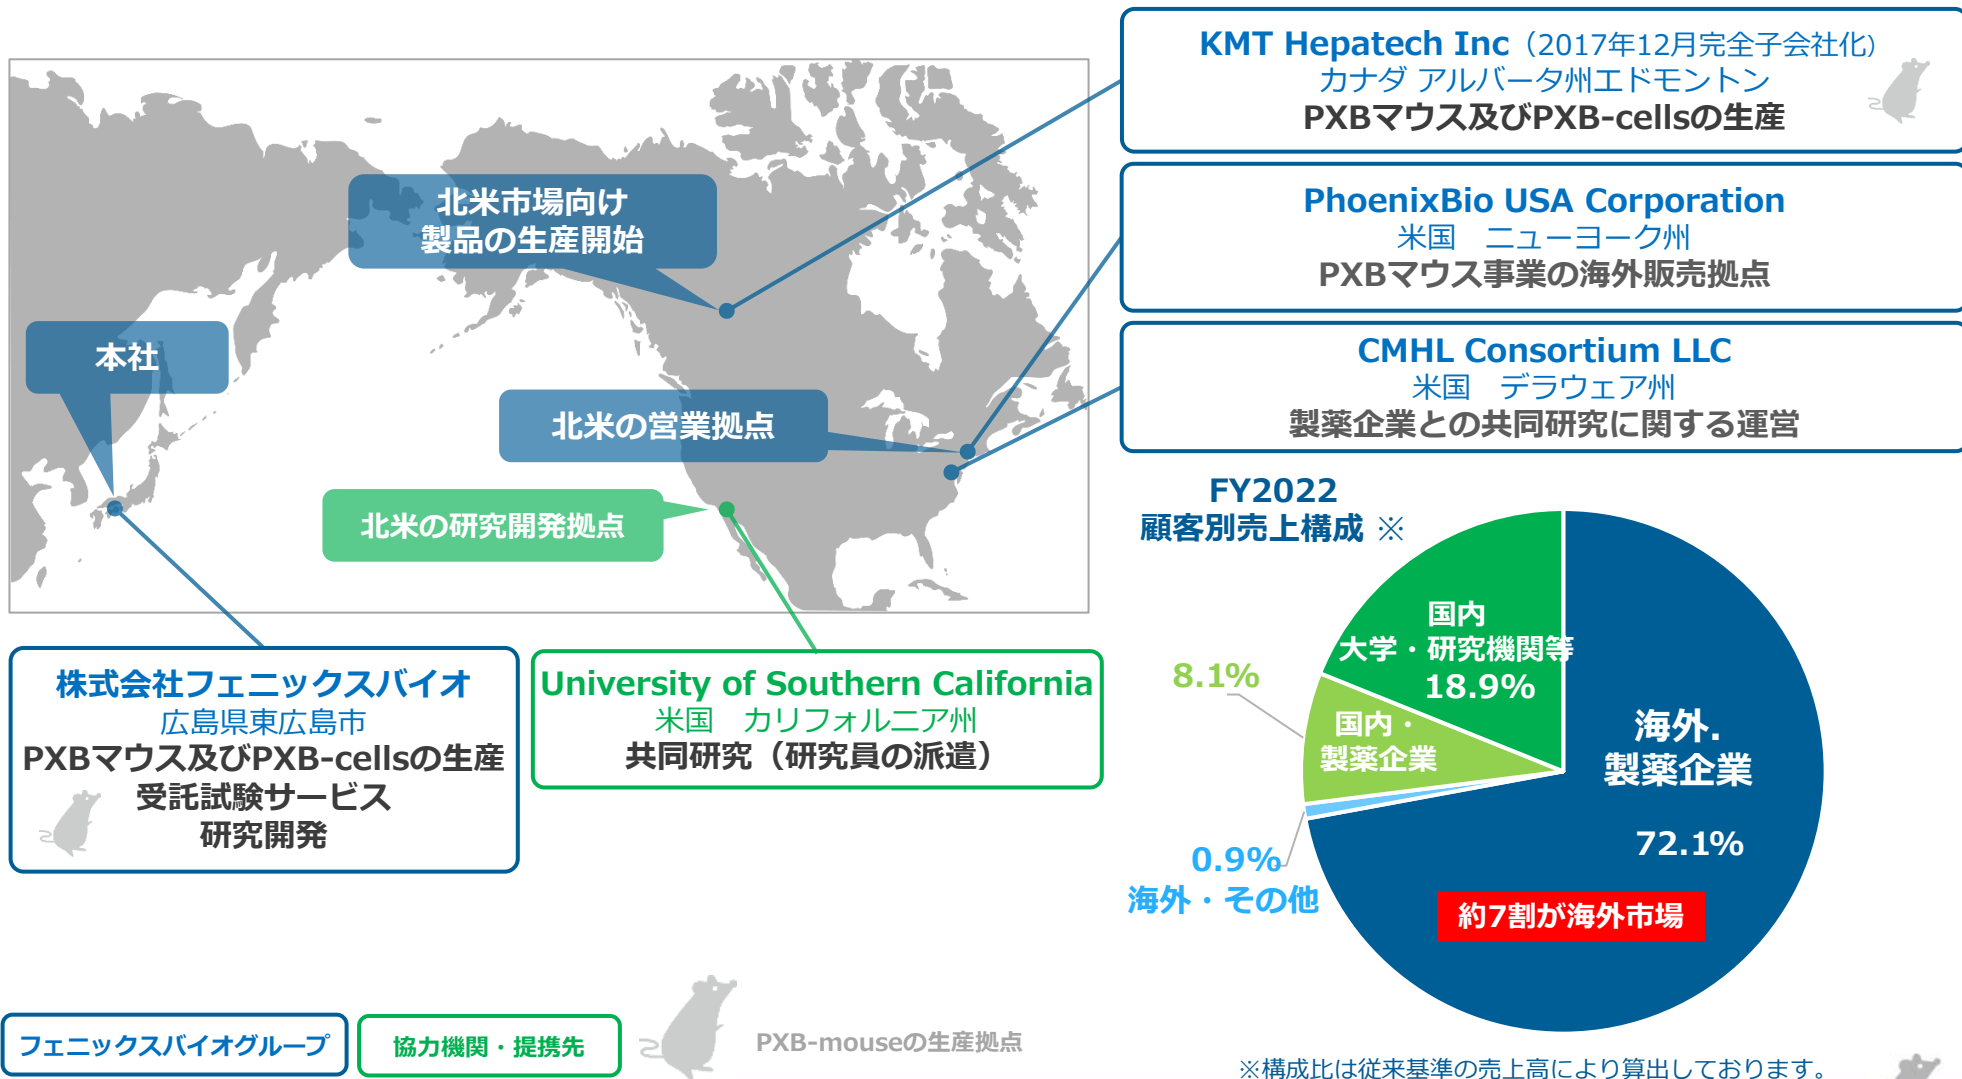 KMT Hepatech Inc（2017年12月完全子会社化）
カナダ アルバータ州エドモントン
PXBマウス及びPXB-cellsの生産
PhoenixBio USA Corporation
米国　ニューヨーク州
PXBマウス事業の海外販売拠点
CMHL Consortium LLC
米国　デラウェア州
製薬企業との共同研究に関する運営
北米市場向け
製品の生産開始
本社
北米の営業拠点
北米の研究開発拠点
株式会社フェニックスバイオ
広島県東広島市
PXBマウス及びPXB-cellsの生産
受託試験サービス
研究開発
University of Southern California
米国　カリフォルニア州
共同研究（研究員の派遣）
FY2022
顧客別売上構成 ※
国内
大学・研究機関等
18.9%
8.1%
国内・
製薬企業
海外.
製薬企業
72.1%
0.9%
海外・その他
約7割が海外市場
フェニックスバイオグループ
協力機関・提携先
PXB-mouseの生産拠点
※構成比は従来基準の売上高により算出しております。